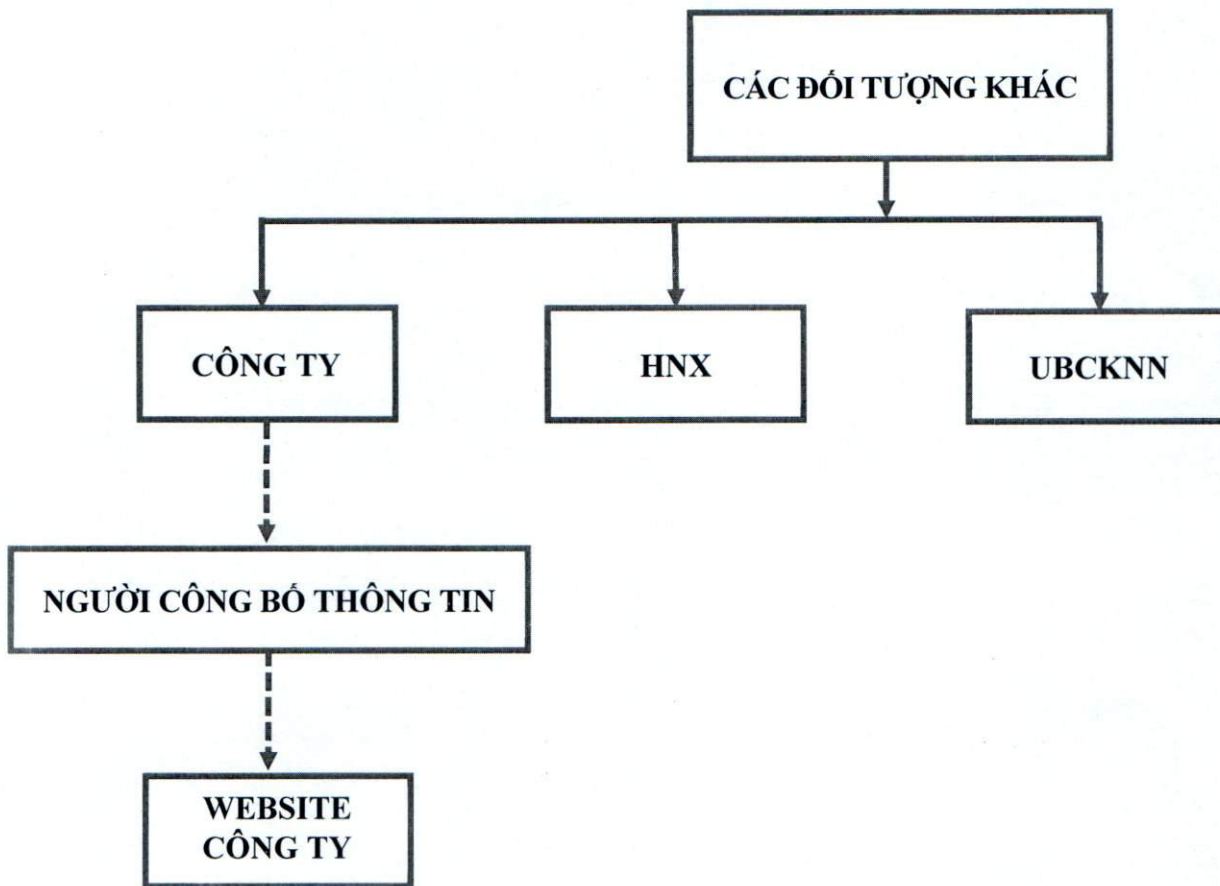 CÁC ĐỐI TƯỢNG KHÁC
CÔNG TY
HNX
UBCKNN
NGƯỜI CÔNG BỐ THÔNG TIN
WEBSITE
CÔNG TY